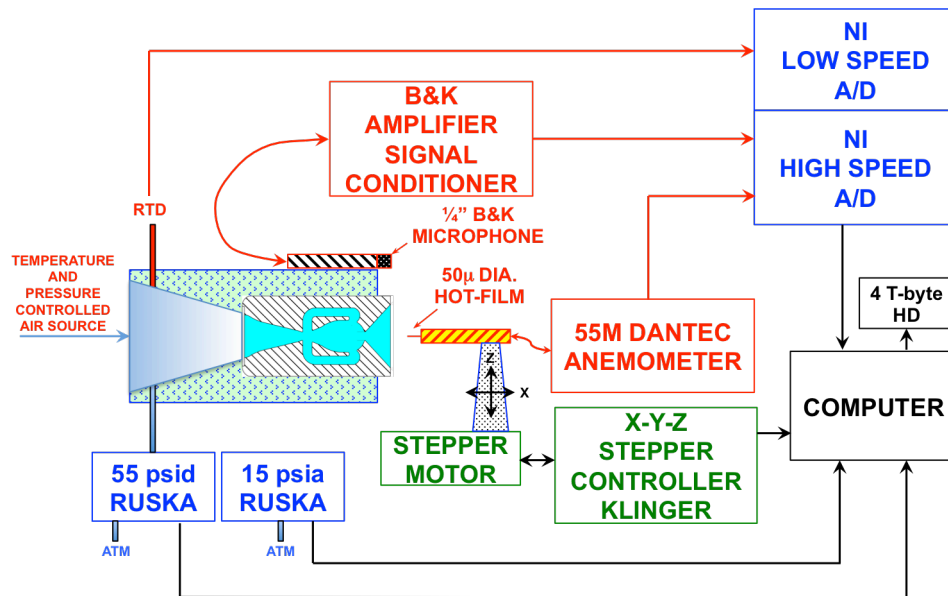 NI
LOW SPEED
A/D
B&K
AMPLIFIER
SIGNAL
CONDITIONER
NI
HIGH SPEED
A/D
RTD
¼” B&K
MICROPHONE
TEMPERATURE
AND
PRESSURE
CONTROLLED
AIR SOURCE
50μ DIA.
HOT-FILM
4 T-byte
HD
55M DANTEC
ANEMOMETER
Z
X
COMPUTER
STEPPER
MOTOR
X-Y-Z
STEPPER
CONTROLLER
KLINGER
55 psid
RUSKA
15 psia
RUSKA
ATM
ATM